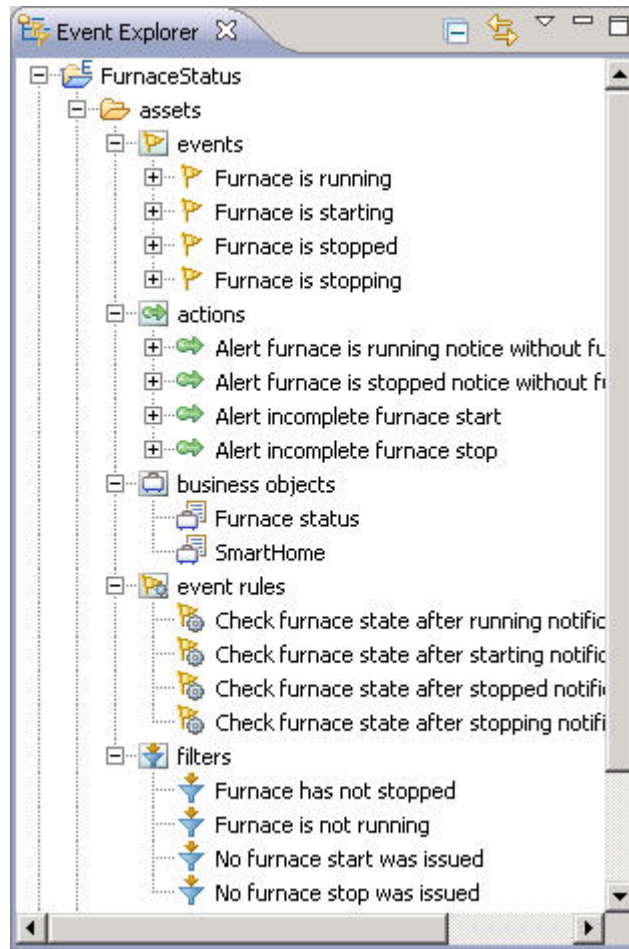 Event Explorer
FurnaceStatus
assets
events
Furnace is running
Furnace is starting
Furnace is stopped
Furnace is stopping
actions
Alert furnace is running notice without fu
Alert furnace is stopped notice without
Alert incomplete furnace start
Alert incomplete furnace stop
business objects
Furnace status
SmartHome
event rules
Check furnace state after running notific
Check furnace state after starting notific
Check furnace state after stopped notifi
Check furnace state after stopping notifi
filters
Furnace has not stopped
Furnace is not running
No furnace start was issued
No furnace stop was issued